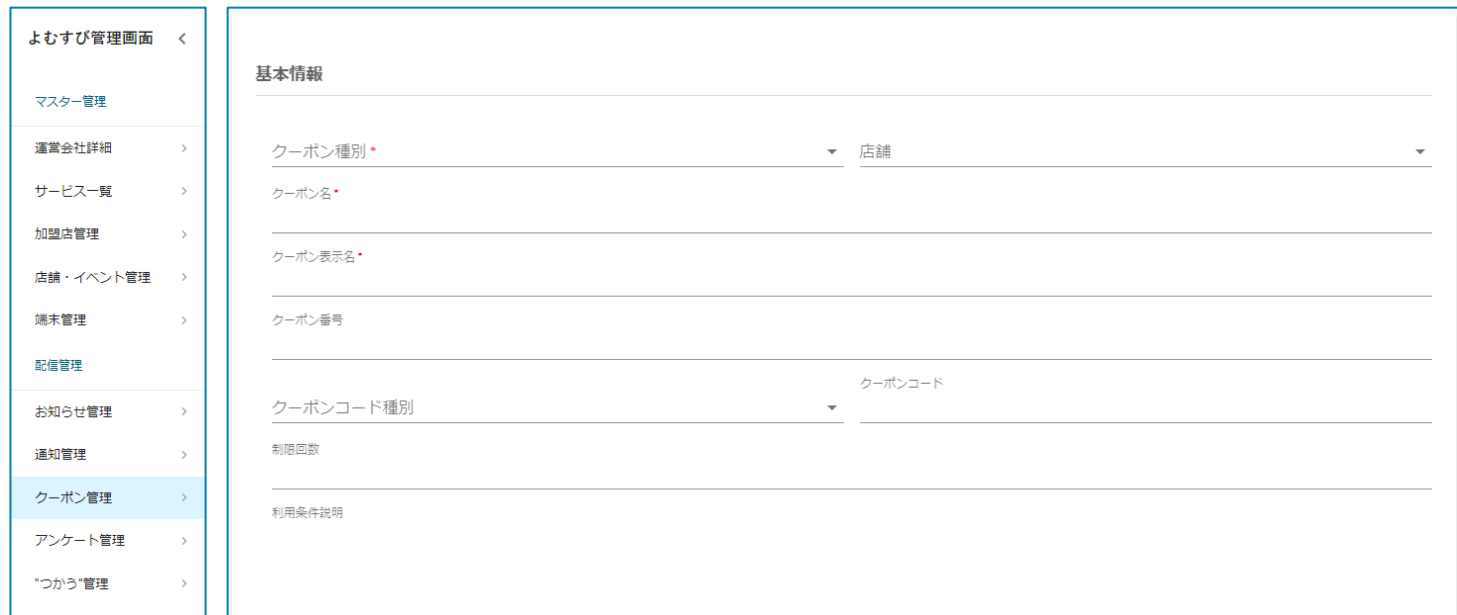 よむすび管理画面
マスター管理
運営会社詳細
サービス一覧
加盟店管理
店舗・イベント管理
端末管理
配信管理
お知らせ管理
通知管理
クーポン管理
アンケート管理
"つかう"管理
基本情報
クーポン種別 *
店舗
クーポン名 *
クーポン表示名 *
クーポン番号
クーポンコード種別
クーポンコード
制限回数
利用条件説明